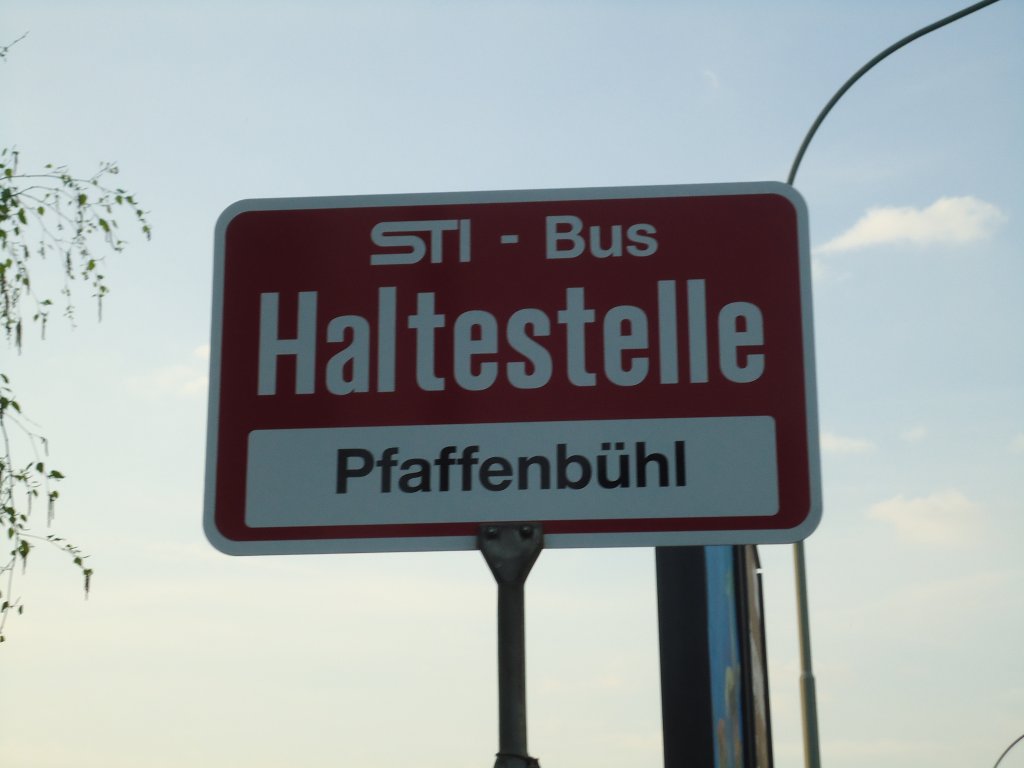 STI - Bus
Haltestelle
Pfaffenbühl